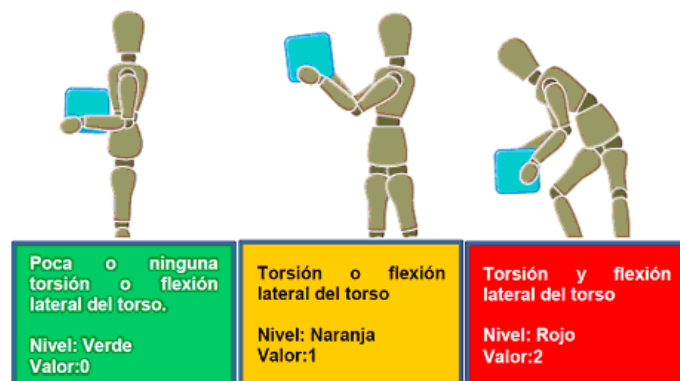 Poca o ninguna
torsión o flexión
lateral del torso.
Nivel: Verde
Valor:0
Torsión o flexión
lateral del torso
Nivel: Naranja
Valor:1
Torsión y flexión
lateral del torso
Nivel: Rojo
Valor:2